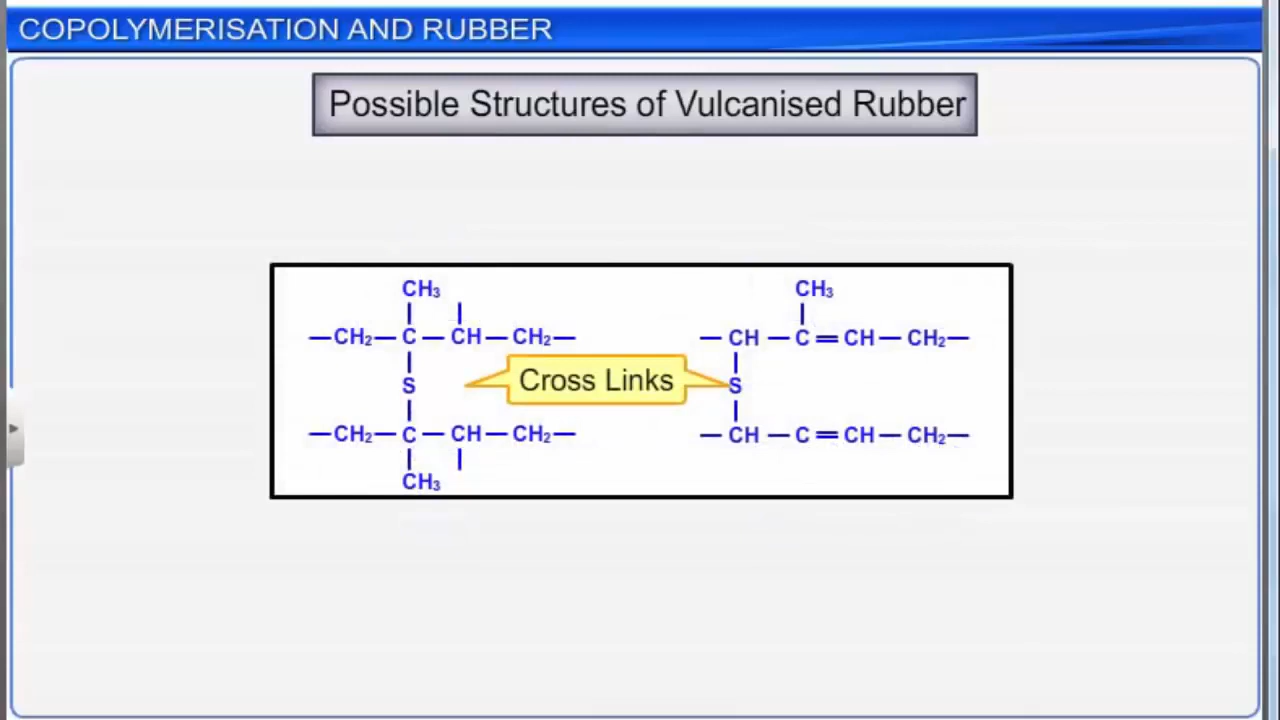 COPOLYMERISATION AND RUBBER
Possible Structures of Vulcanised Rubber
CH₃ CH₃
—CH₂—C—CH—CH₂— —CH—C=CH—CH₂—
S Cross Links S
—CH₂—C—CH—CH₂— —CH—C=CH—CH₂—
CH₃